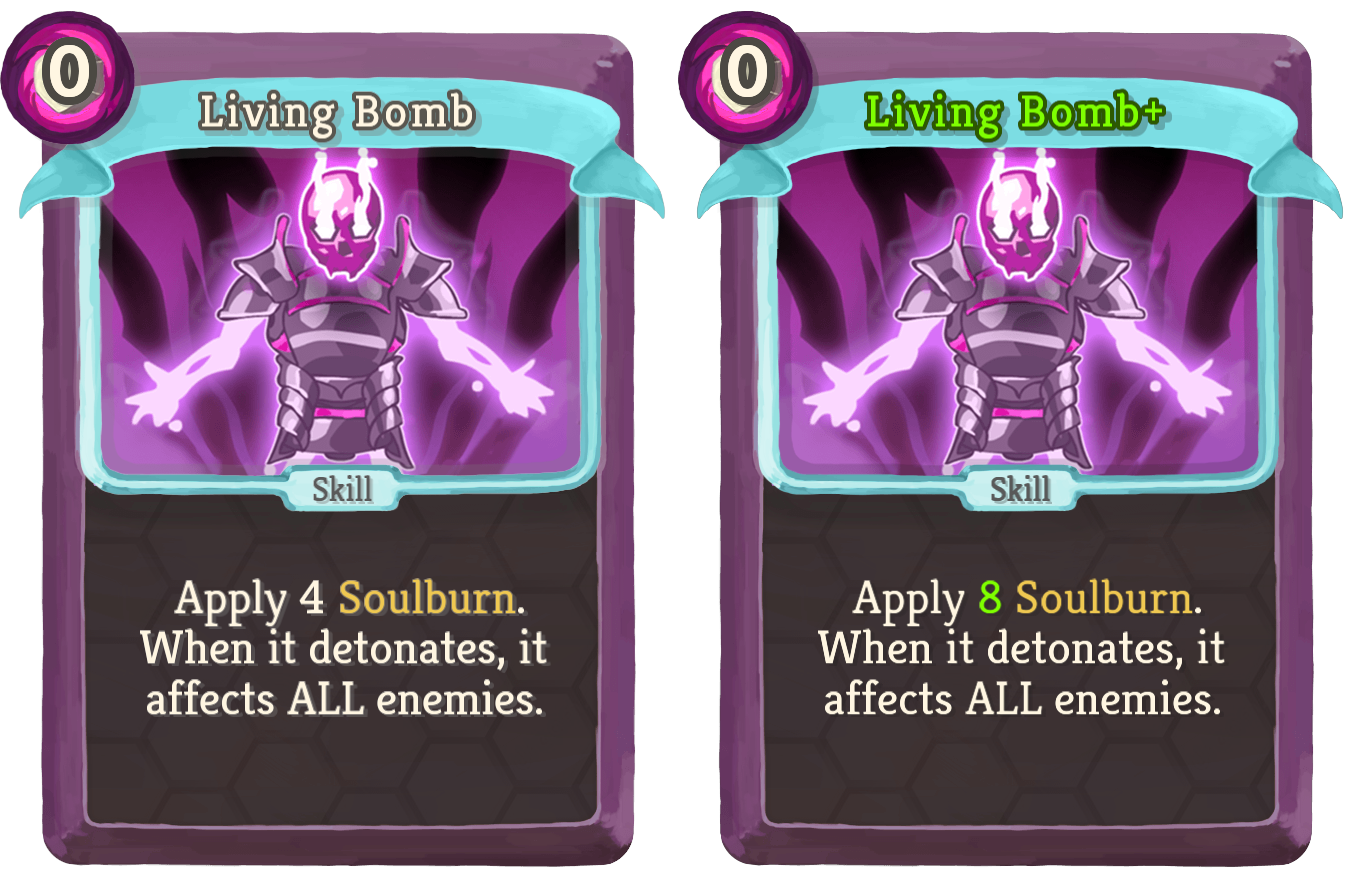 0
Living Bomb
Skill
Apply 4 Soulburn.
When it detonates, it
affects ALL enemies.
0
Living Bomb+
Skill
Apply 8 Soulburn.
When it detonates, it
affects ALL enemies.